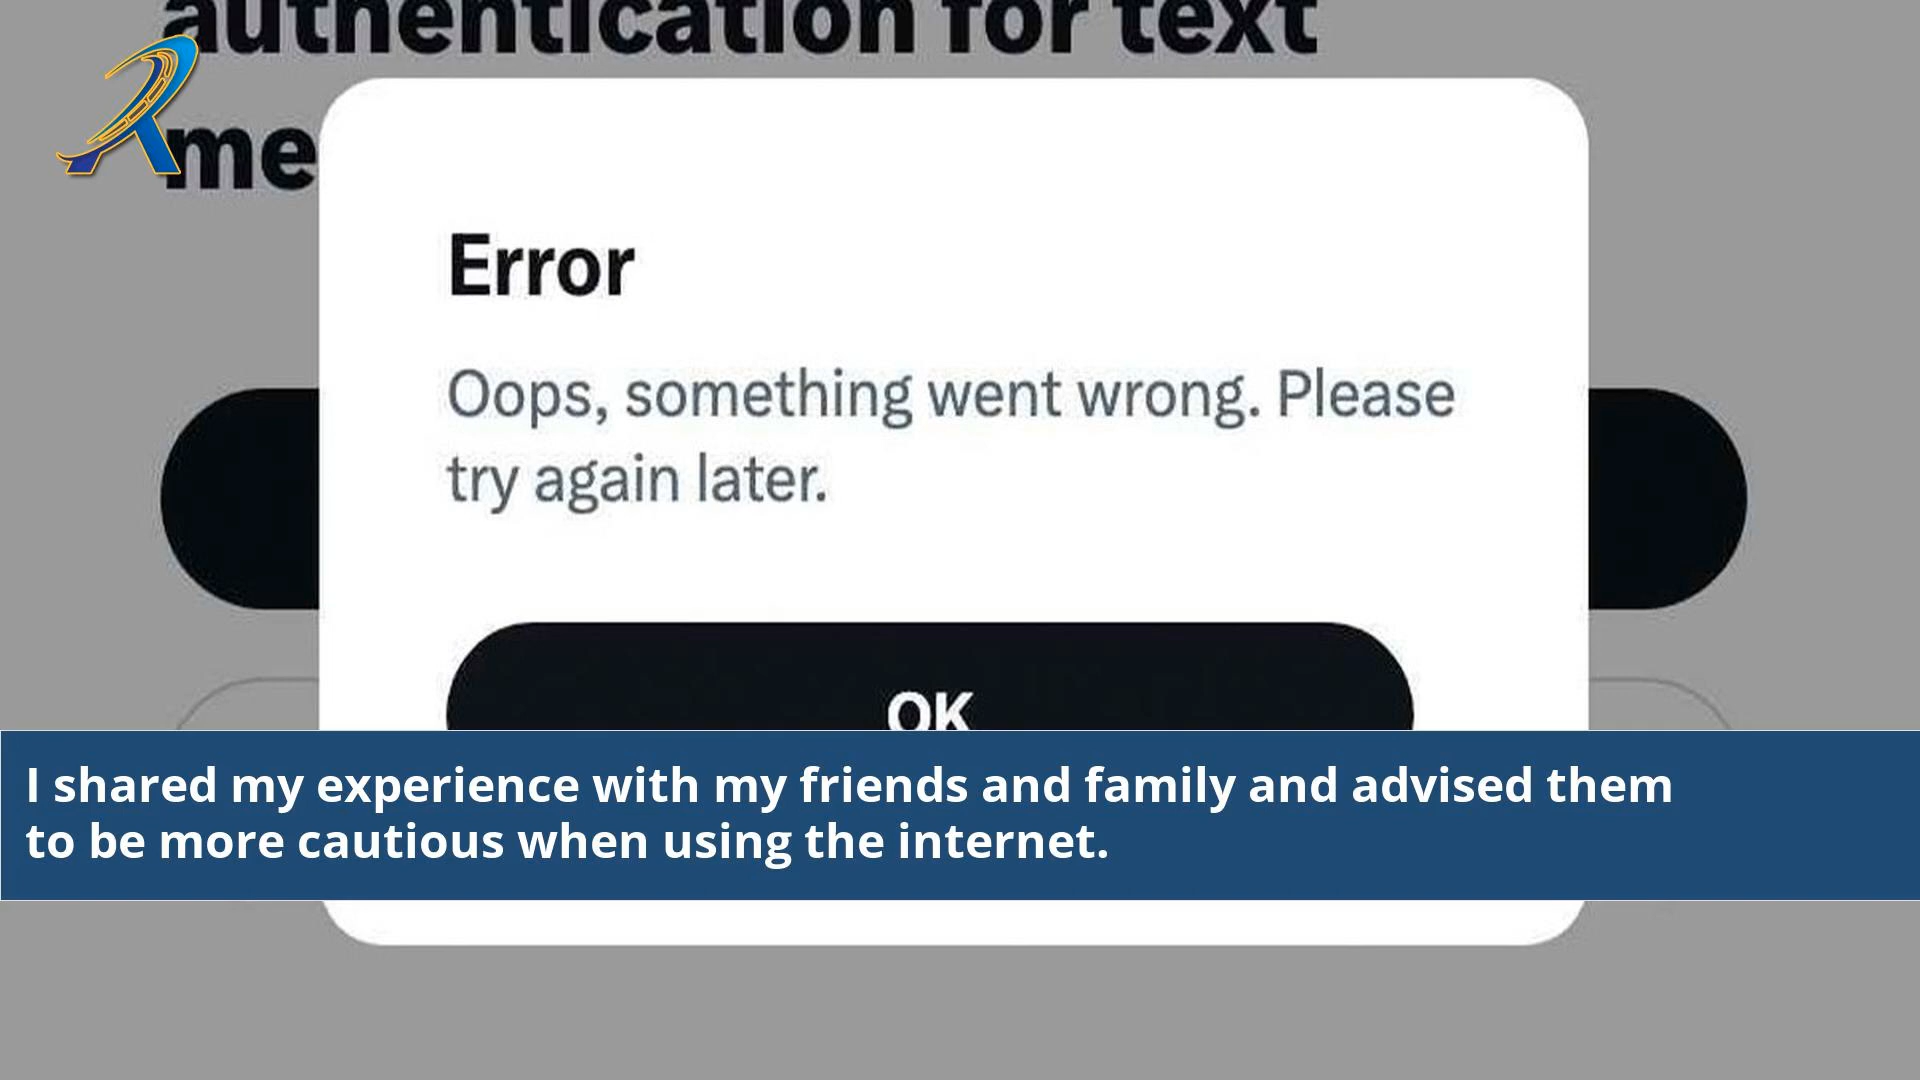 authentication for text
me
Error
Oops, something went wrong. Please
try again later.
OK
I shared my experience with my friends and family and advised them
to be more cautious when using the internet.